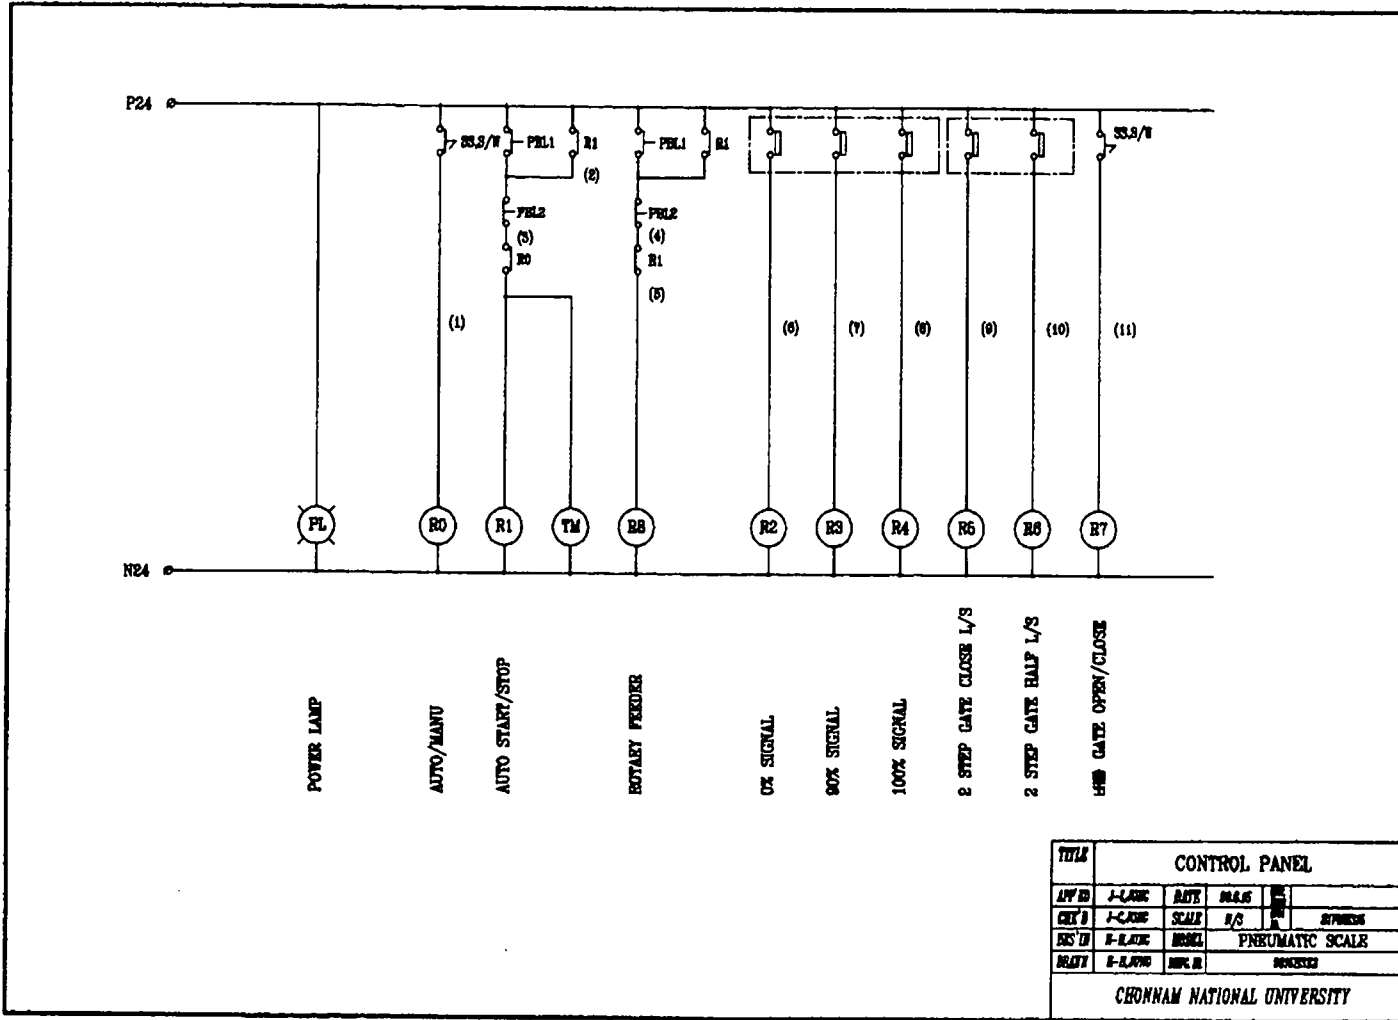 P24
SS.S/W
PBL1
R1
PBL1
R1
SS.S/W
(2)
PBL2
PBL2
(3)
(4)
R0
R1
(5)
(1)
(6)
(7)
(8)
(9)
(10)
(11)
PL
R0
R1
TM
R8
R2
R3
R4
R5
R6
R7
N24
POWER LAMP
AUTO/MANU
AUTO START/STOP
ROTARY FEEDER
0% SIGNAL
90% SIGNAL
100% SIGNAL
2 STEP GATE CLOSE L/S
2 STEP GATE HALF L/S
GATE OPEN/CLOSE
TITLE
CONTROL PANEL
APP'ED
DATE
SCALE
N/S
MODEL
PNEUMATIC SCALE
CHONNAM NATIONAL UNIVERSITY